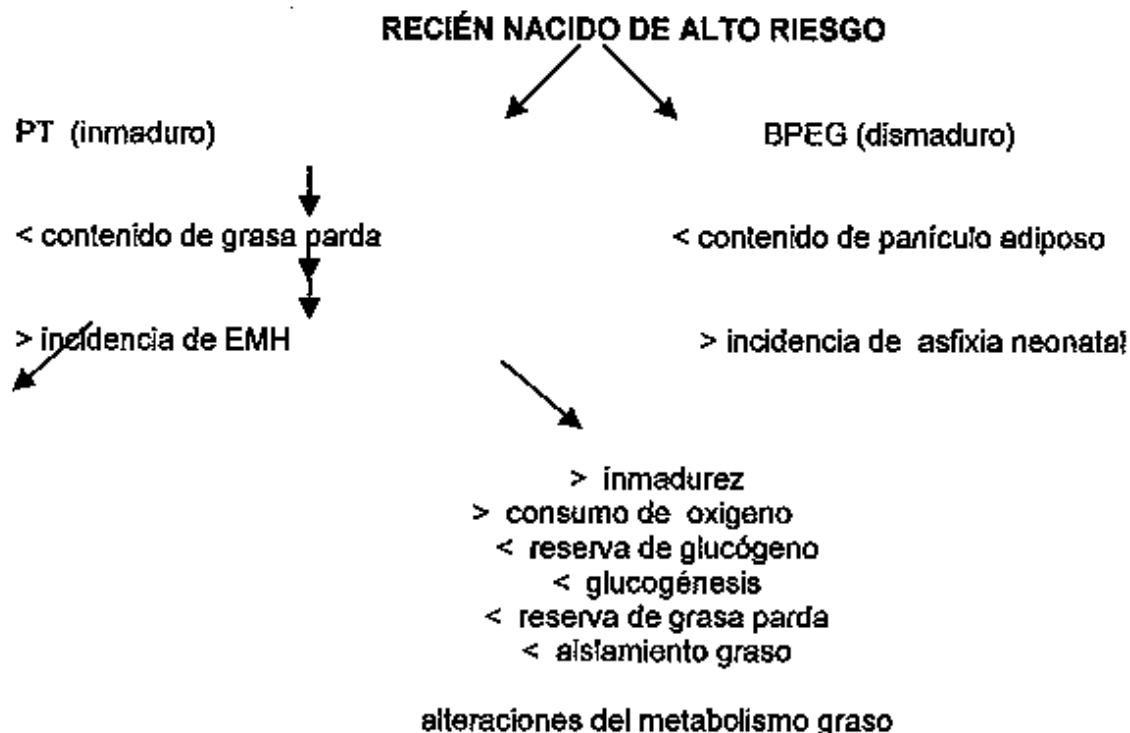 RECIÉN NACIDO DE ALTO RIESGO
PT (inmaduro) BPEG (dismaduro)
< contenido de grasa parda < contenido de panículo adiposo
> incidencia de EMH > incidencia de asfixia neonatal
> inmadurez
> consumo de oxigeno
< reserva de glucógeno
< glucogénesis
< reserva de grasa parda
< aislamiento graso
alteraciones del metabolismo graso